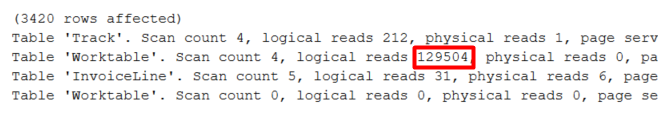 (3420 rows affected)
Table 'Track'. Scan count 4, logical reads 212, physical reads 1, page serv
Table 'Worktable'. Scan count 4, logical reads 129504, physical reads 0, pa
Table 'InvoiceLine'. Scan count 5, logical reads 31, physical reads 6, page
Table 'Worktable'. Scan count 0, logical reads 0, physical reads 0, page se